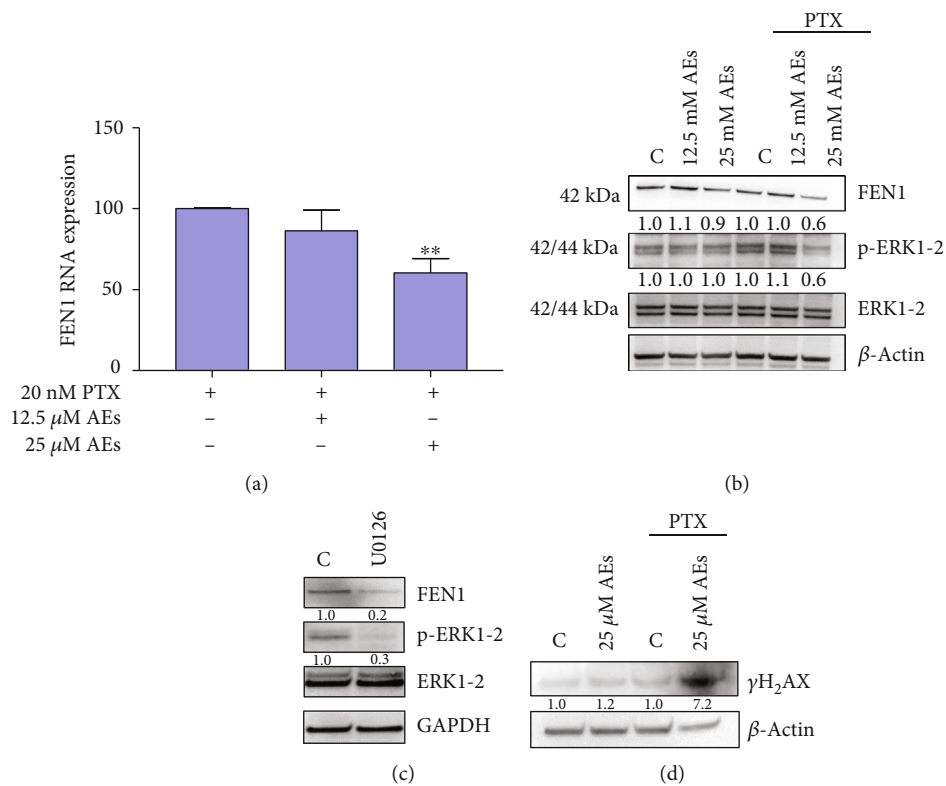 150
100
50
0
FEN1 RNA expression
**
20 nM PTX + + +
12.5 μM AEs – + –
25 μM AEs – – +
(a)
PTX
C 12.5 mM AEs 25 mM AEs C 12.5 mM AEs 25 mM AEs
42 kDa FEN1
1.0 1.1 0.9 1.0 1.0 0.6
42/44 kDa p-ERK1-2
1.0 1.0 1.0 1.0 1.1 0.6
42/44 kDa ERK1-2
β-Actin
(b)
C U0126
FEN1
1.0 0.2
p-ERK1-2
1.0 0.3
ERK1-2
GAPDH
(c)
PTX
C 25 μM AEs C 25 μM AEs
γH₂AX
1.0 1.2 1.0 7.2
β-Actin
(d)